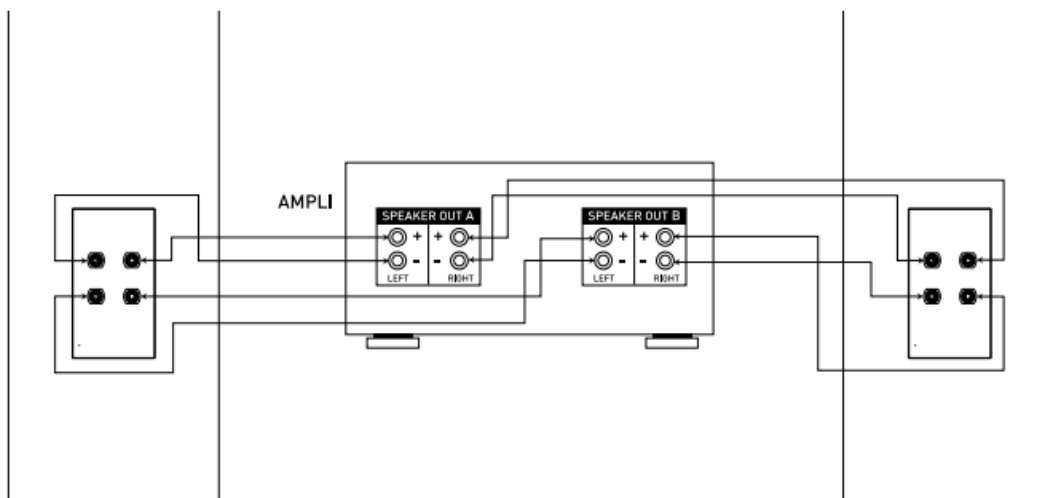 AMPLI
SPEAKER OUT A
+ +
- -
LEFT RIGHT
SPEAKER OUT B
+ +
- -
LEFT RIGHT